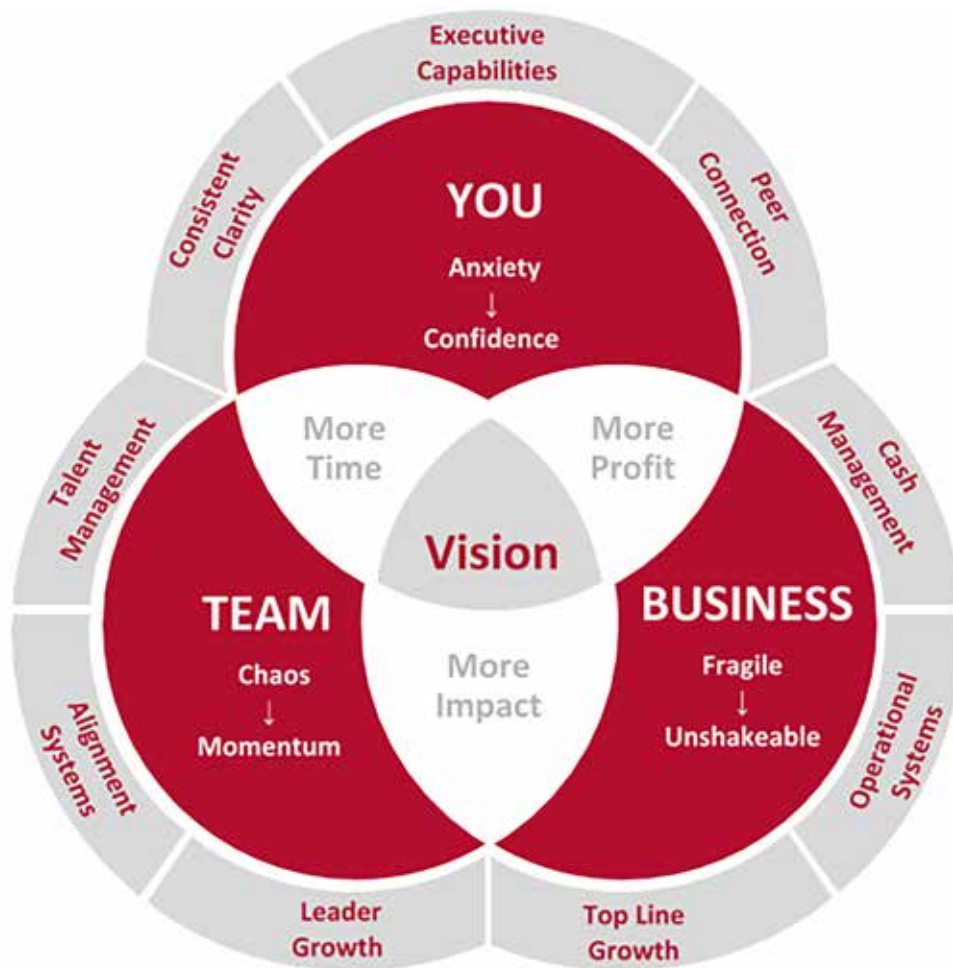 Executive
Capabilities
Consistent
Clarity
Peer
Connection
YOU
Anxiety
↓
Confidence
More
Time
More
Profit
Talent
Management
Cash
Management
Vision
TEAM
Chaos
↓
Momentum
BUSINESS
Fragile
↓
Unshakeable
More
Impact
Alignment
Systems
Operational
Systems
Leader
Growth
Top Line
Growth